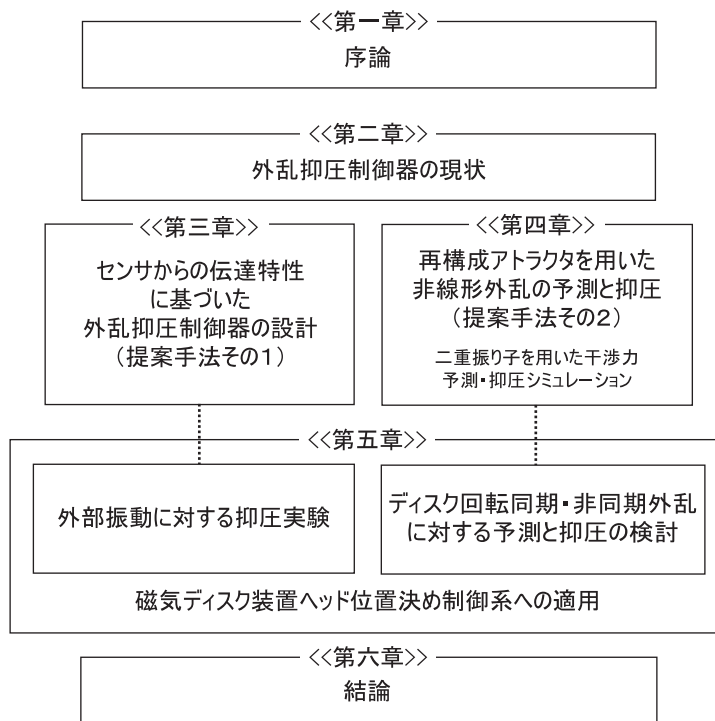 <<第一章>>
序論
<<第二章>>
外乱抑圧制御器の現状
<<第三章>>
センサからの伝達特性
に基づいた
外乱抑圧制御器の設計
（提案手法その１）
<<第四章>>
再構成アトラクタを用いた
非線形外乱の予測と抑圧
（提案手法その２）
二重振り子を用いた干渉力
予測・抑圧シミュレーション
<<第五章>>
外部振動に対する抑圧実験
ディスク回転同期・非同期外乱
に対する予測と抑圧の検討
磁気ディスク装置ヘッド位置決め制御系への適用
<<第六章>>
結論